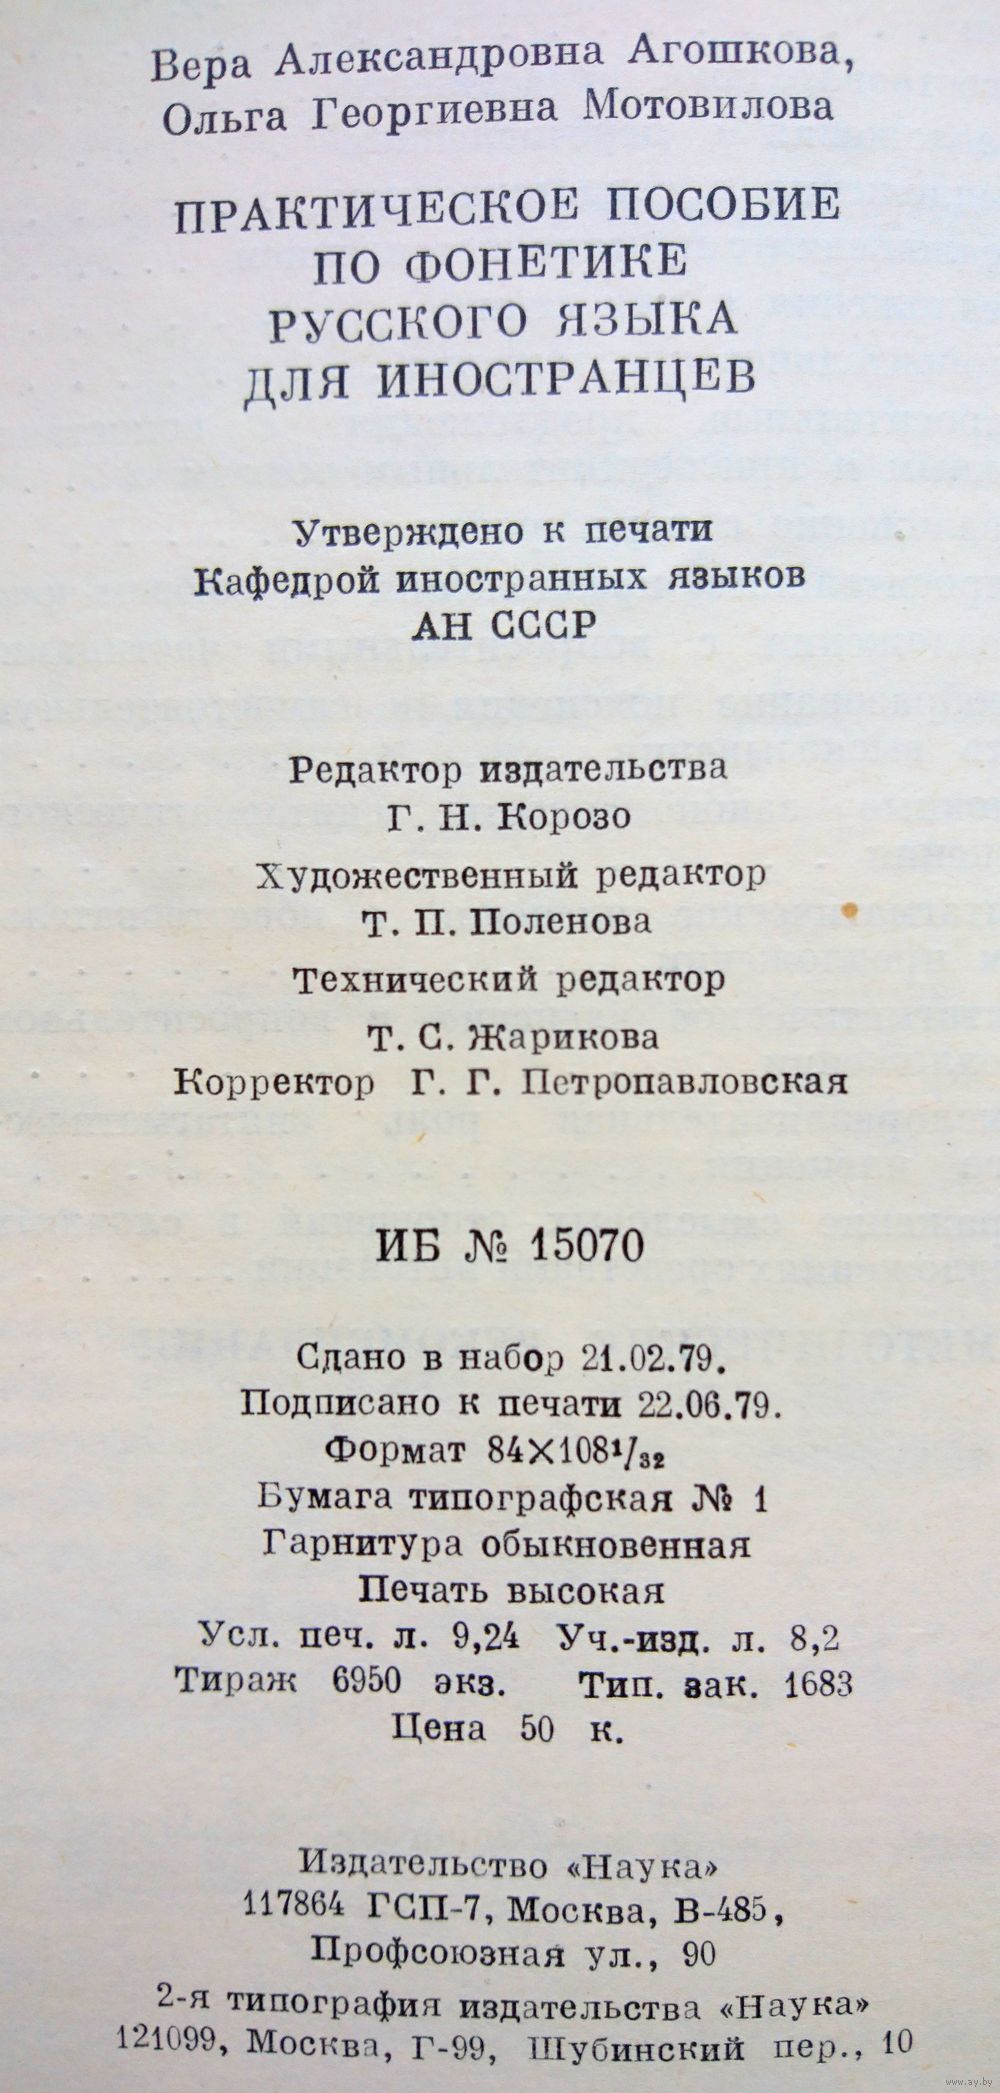 Вера Александровна Агошкова,
Ольга Георгиевна Мотовилова
ПРАКТИЧЕСКОЕ ПОСОБИЕ
ПО ФОНЕТИКЕ
РУССКОГО ЯЗЫКА
ДЛЯ ИНОСТРАНЦЕВ
Утверждено к печати
Кафедрой иностранных языков
АН СССР
Редактор издательства
Г. Н. Корозо
Художественный редактор
Т. П. Поленова
Технический редактор
Т. С. Жарикова
Корректор Г. Г. Петропавловская
ИБ № 15070
Сдано в набор 21.02.79.
Подписано к печати 22.06.79.
Формат 84×108¹/₃₂
Бумага типографская № 1
Гарнитура обыкновенная
Печать высокая
Усл. печ. л. 9,24 Уч.-изд. л. 8,2
Тираж 6950 экз. Тип. зак. 1683
Цена 50 к.
Издательство «Наука»
117864 ГСП-7, Москва, В-485,
Профсоюзная ул., 90
2-я типография издательства «Наука»
121099, Москва, Г-99, Шубинский пер., 10
www.ay.by